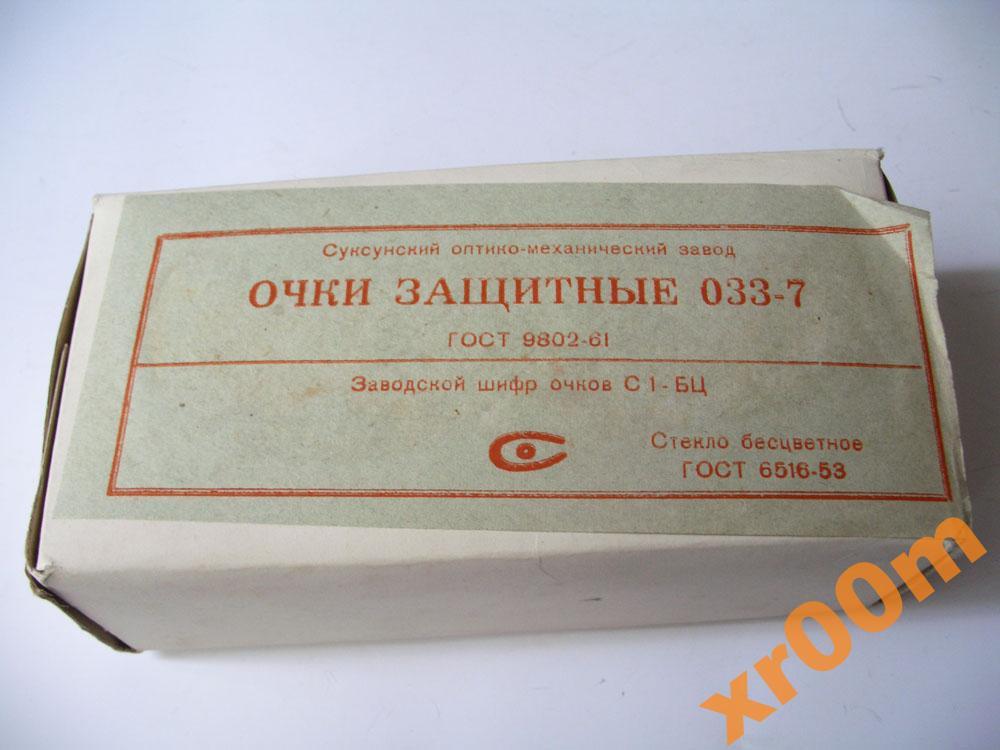 Суксунский оптико-механический завод
ОЧКИ ЗАЩИТНЫЕ ОЗЗ-7
ГОСТ 9802-61
Заводской шифр очков С1-БЦ
Стекло бесцветное
ГОСТ 6516-53
xr00m